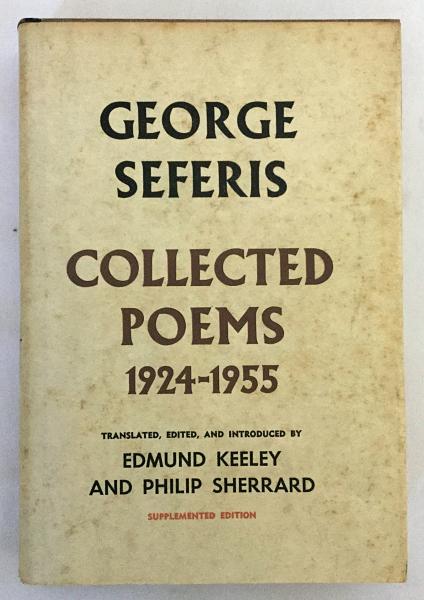 GEORGE
SEFERIS
COLLECTED
POEMS
1924-1955
TRANSLATED, EDITED, AND INTRODUCED BY
EDMUND KEELEY
AND PHILIP SHERRARD
SUPPLEMENTED EDITION